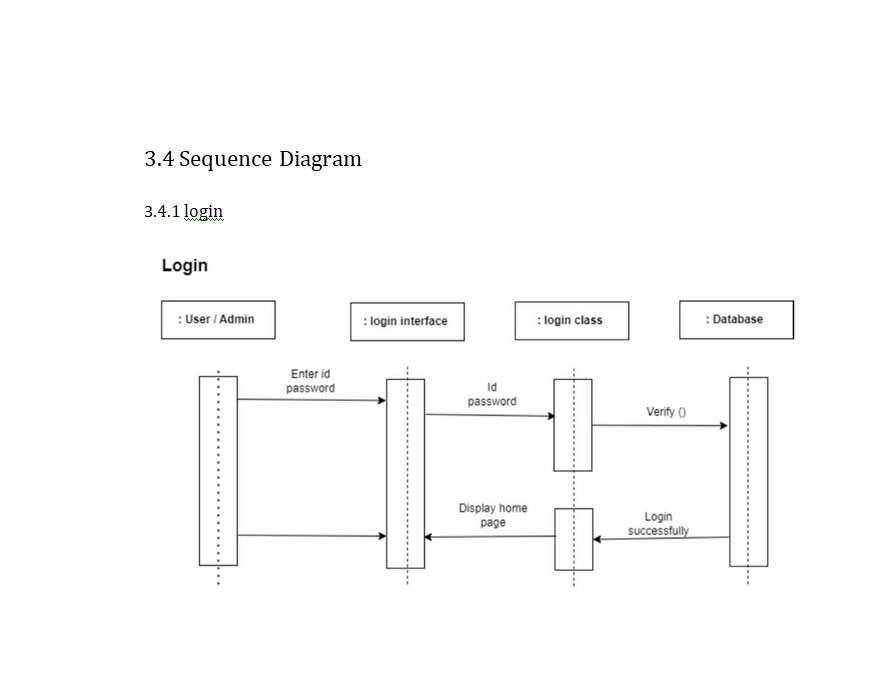 3.4 Sequence Diagram
3.4.1 login
Login
: User / Admin
: login interface
: login class
: Database
Enter id
password
Id
password
Verify ()
Display home
page
Login
successfully